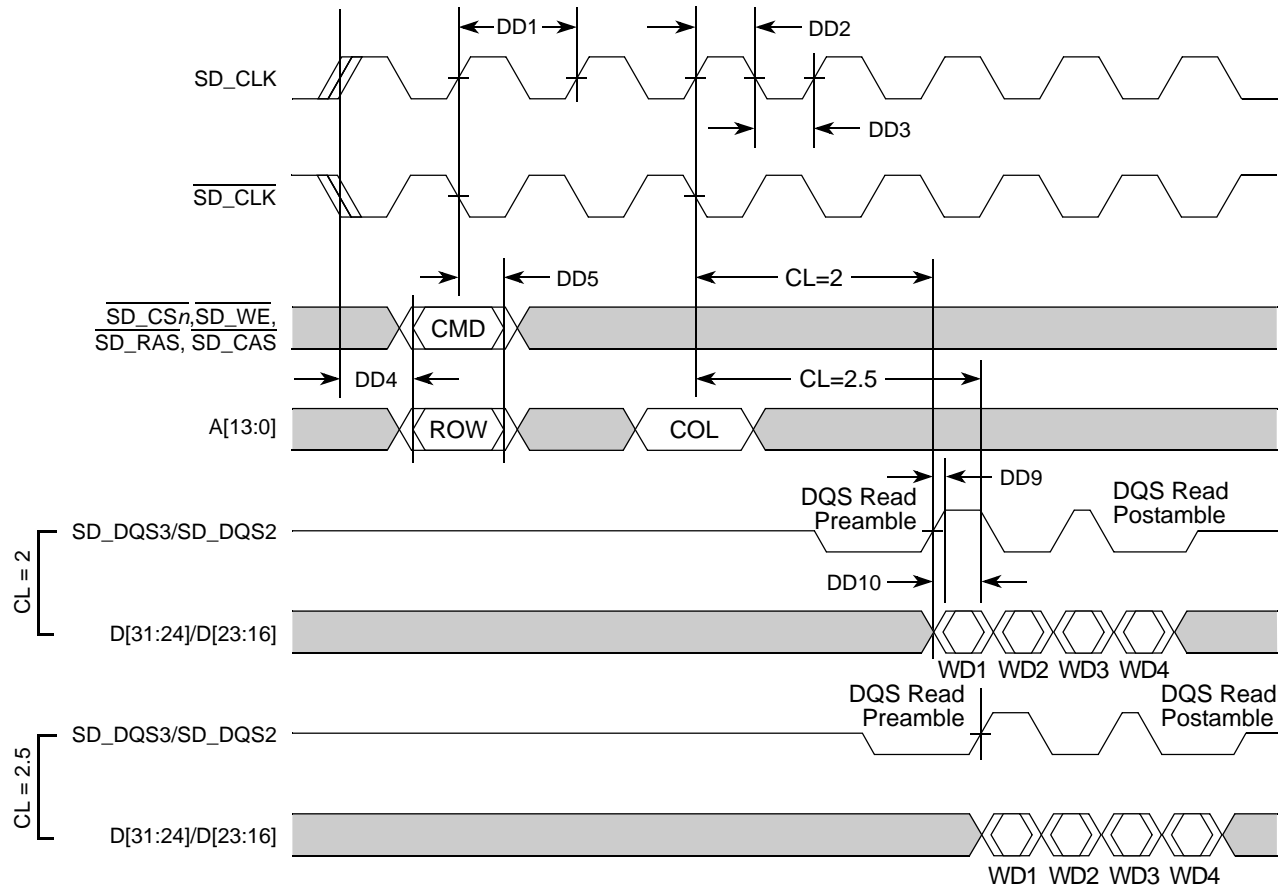 DD1
DD2
SD_CLK
DD3
SD_CLK
DD5
CL=2
SD_CSn,SD_WE,
SD_RAS, SD_CAS
CMD
DD4
CL=2.5
A[13:0]
ROW
COL
DD9
DQS Read
Preamble
DQS Read
Postamble
CL = 2
SD_DQS3/SD_DQS2
DD10
D[31:24]/D[23:16]
WD1 WD2 WD3 WD4
DQS Read
Preamble
DQS Read
Postamble
CL = 2.5
SD_DQS3/SD_DQS2
D[31:24]/D[23:16]
WD1 WD2 WD3 WD4